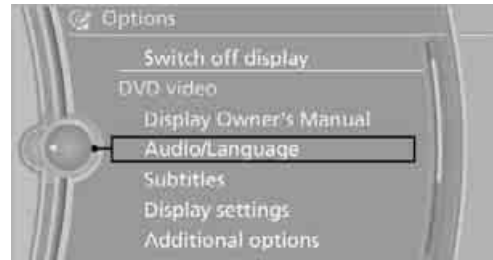 Options
Switch off display
DVD video
Display Owner's Manual
Audio/Language
Subtitles
Display settings
Additional options